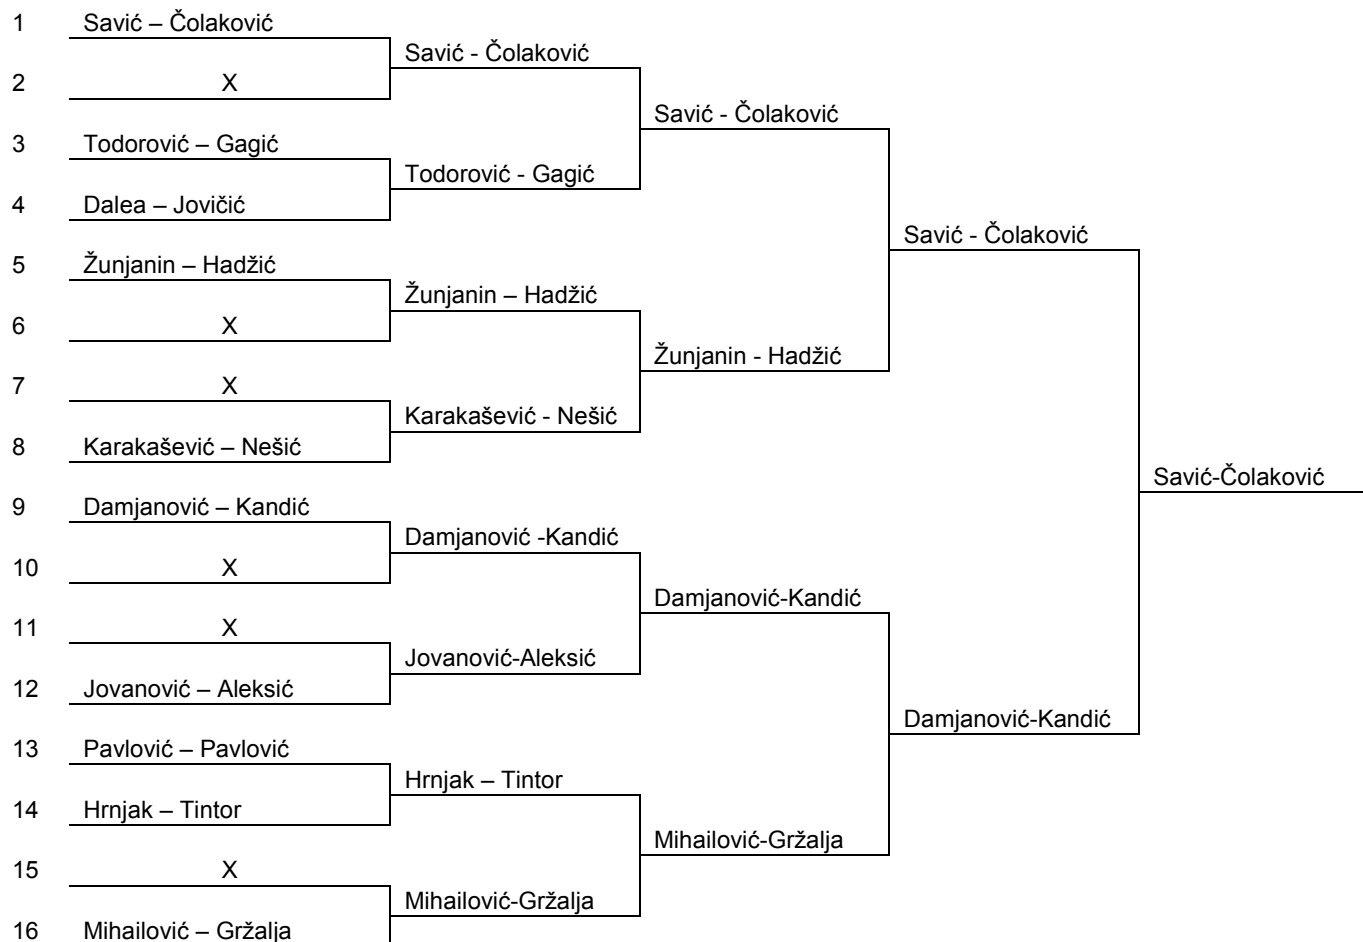 1 Savić – Čolaković
Savić - Čolaković
2 X
Savić - Čolaković
3 Todorović – Gagić
Todorović - Gagić
4 Dalea – Jovičić
Savić - Čolaković
5 Žunjanin – Hadžić
Žunjanin – Hadžić
6 X
Žunjanin - Hadžić
7 X
Karakašević - Nešić
8 Karakašević – Nešić
Savić-Čolaković
9 Damjanović – Kandić
Damjanović -Kandić
10 X
Damjanović-Kandić
11 X
Jovanović-Aleksić
12 Jovanović – Aleksić
Damjanović-Kandić
13 Pavlović – Pavlović
Hrnjak – Tintor
14 Hrnjak – Tintor
Mihailović-Gržalja
15 X
Mihailović-Gržalja
16 Mihailović – Gržalja